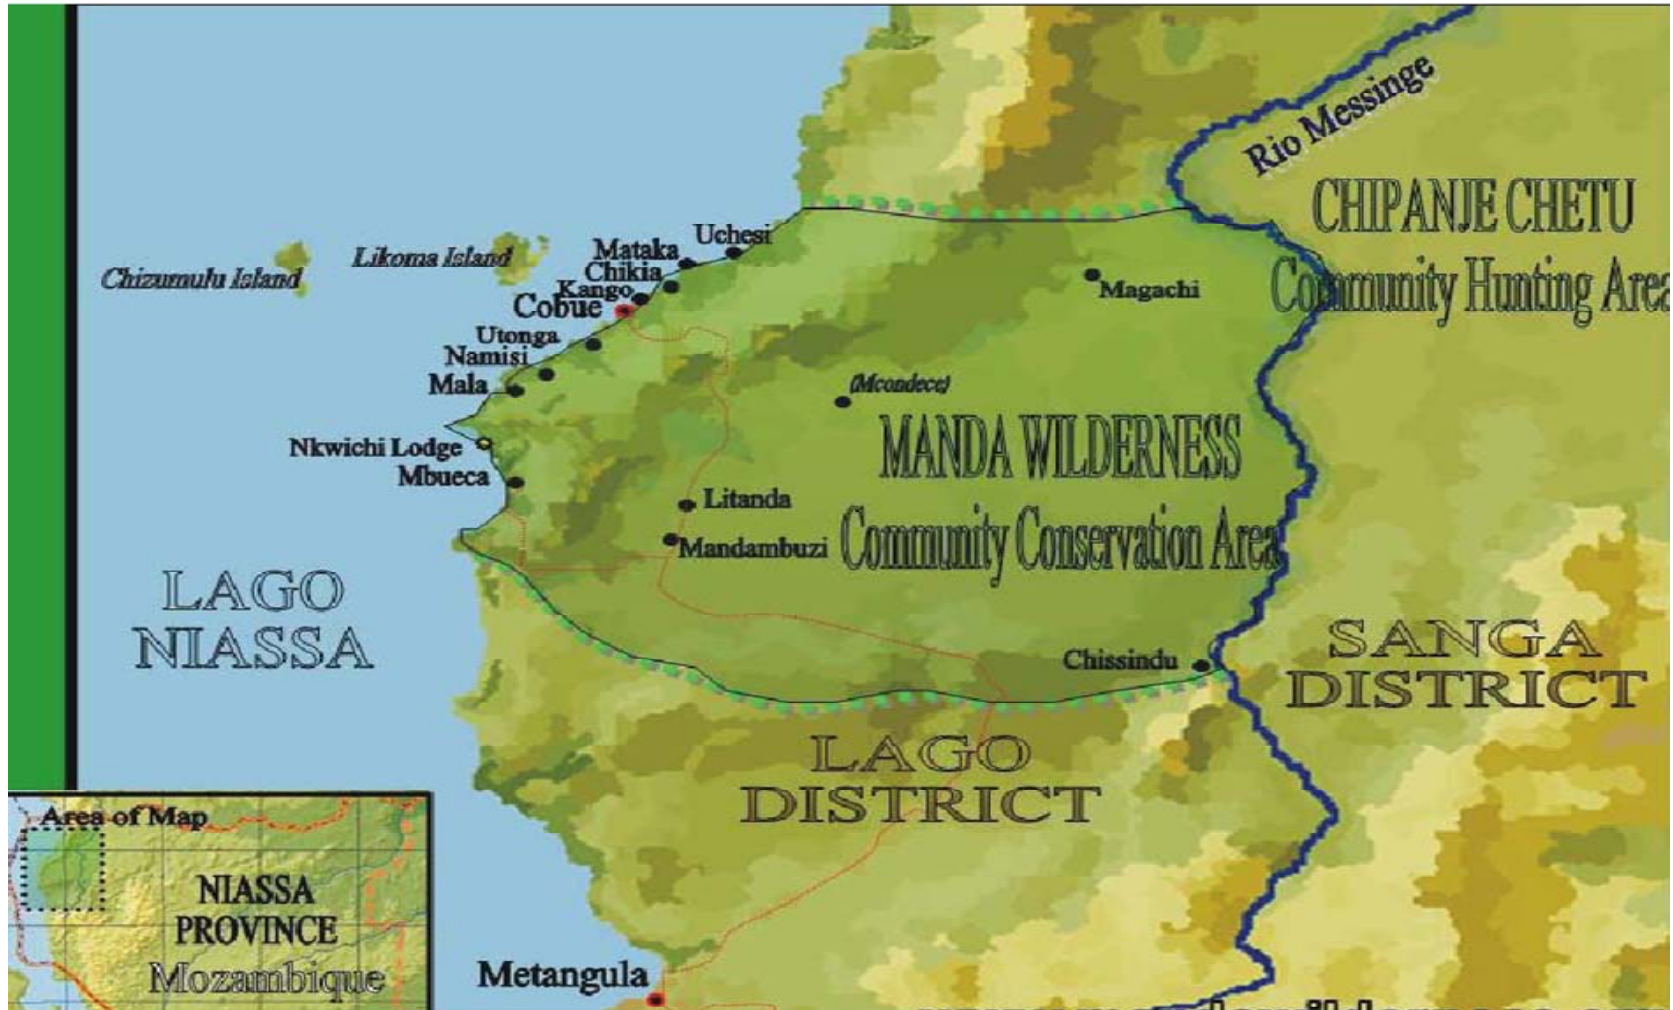 Rio Messinge
CHIPANJE CHETU
Community Hunting Area
Uchesi
Mataka
Chikia
Kango
Cobue
Likoma Island
Chizumulu Island
Magachi
Utonga
Namisi
Mala
(Mcondece)
MANDA WILDERNESS
Community Conservation Area
Nkwichi Lodge
Mbueca
Litanda
Mandambuzi
LAGO
NIASSA
Chissindu
SANGA
DISTRICT
LAGO
DISTRICT
Area of Map
NIASSA
PROVINCE
Mozambique
Metangula